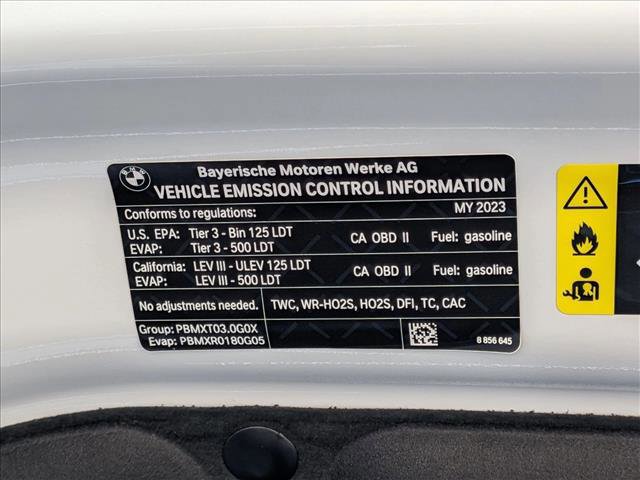 BMW
Bayerische Motoren Werke AG
VEHICLE EMISSION CONTROL INFORMATION
Conforms to regulations: MY 2023
U.S. EPA: Tier 3 - Bin 125 LDT CA OBD II Fuel: gasoline
EVAP: Tier 3 - 500 LDT
California: LEV III - ULEV 125 LDT CA OBD II Fuel: gasoline
EVAP: LEV III - 500 LDT
No adjustments needed. TWC, WR-HO2S, HO2S, DFI, TC, CAC
Group: PBMXT03.0G0X
Evap: PBMXR0180G05
8 856 645